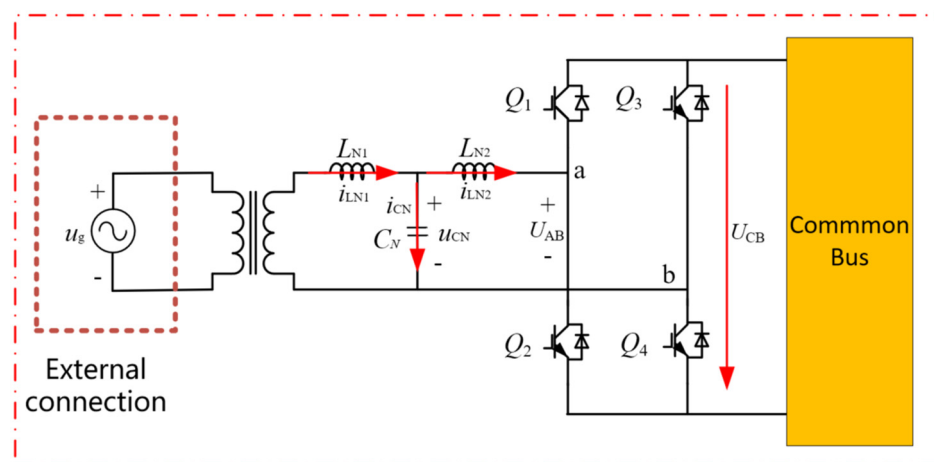 Q1
Q3
LN1
LN2
a
iLN1
iCN
+
iLN2
+
+
ug
CN
uCN
UAB
UCB
Commmon
Bus
-
-
-
b
Q2
Q4
External
connection